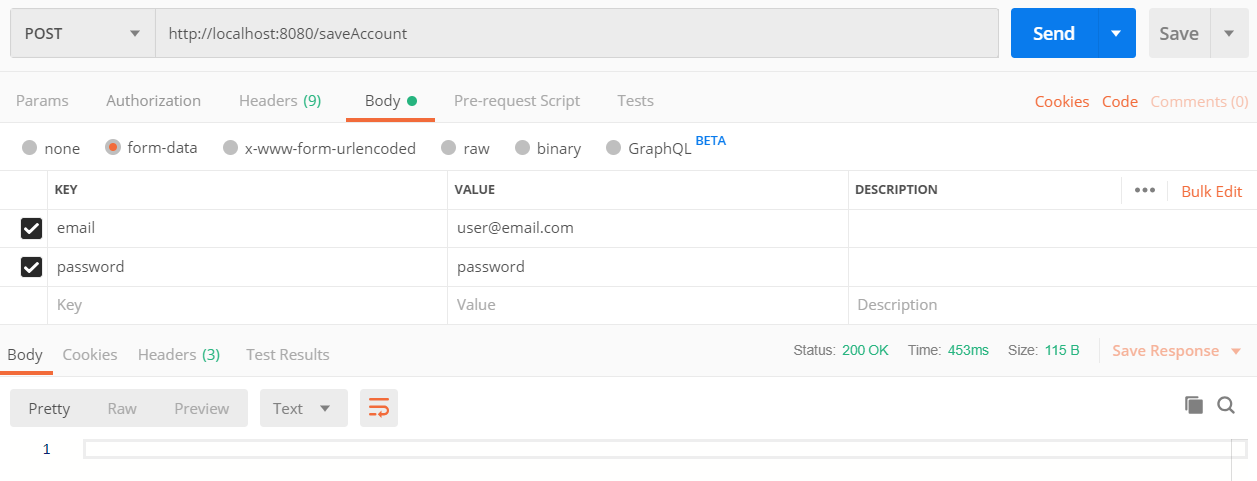 POST http://localhost:8080/saveAccount Send Save
Params Authorization Headers (9) Body Pre-request Script Tests Cookies Code Comments (0)
none form-data x-www-form-urlencoded raw binary GraphQL BETA
KEY VALUE DESCRIPTION ••• Bulk Edit
email user@email.com
password password
Key Value Description
Body Cookies Headers (3) Test Results Status: 200 OK Time: 453ms Size: 115 B Save Response
Pretty Raw Preview Text
1